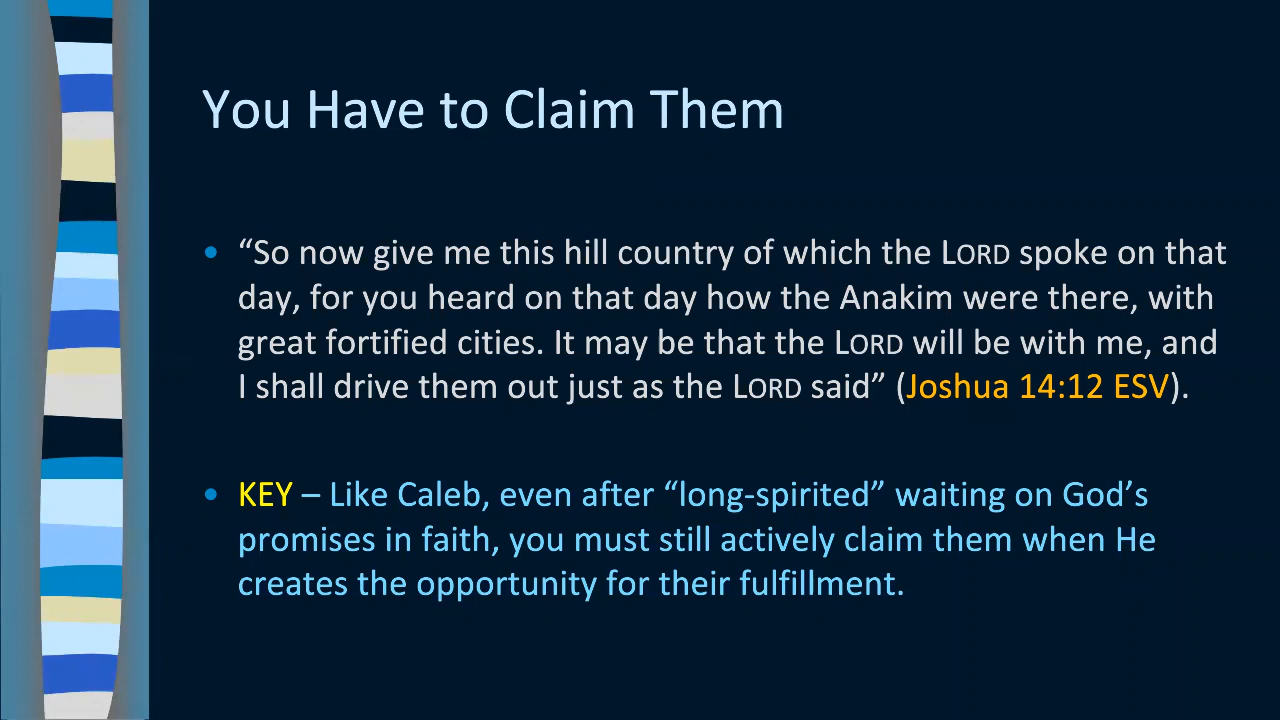 You Have to Claim Them
• “So now give me this hill country of which the LORD spoke on that
day, for you heard on that day how the Anakim were there, with
great fortified cities. It may be that the LORD will be with me, and
I shall drive them out just as the LORD said” (Joshua 14:12 ESV).
• KEY – Like Caleb, even after “long-spirited” waiting on God’s
promises in faith, you must still actively claim them when He
creates the opportunity for their fulfillment.